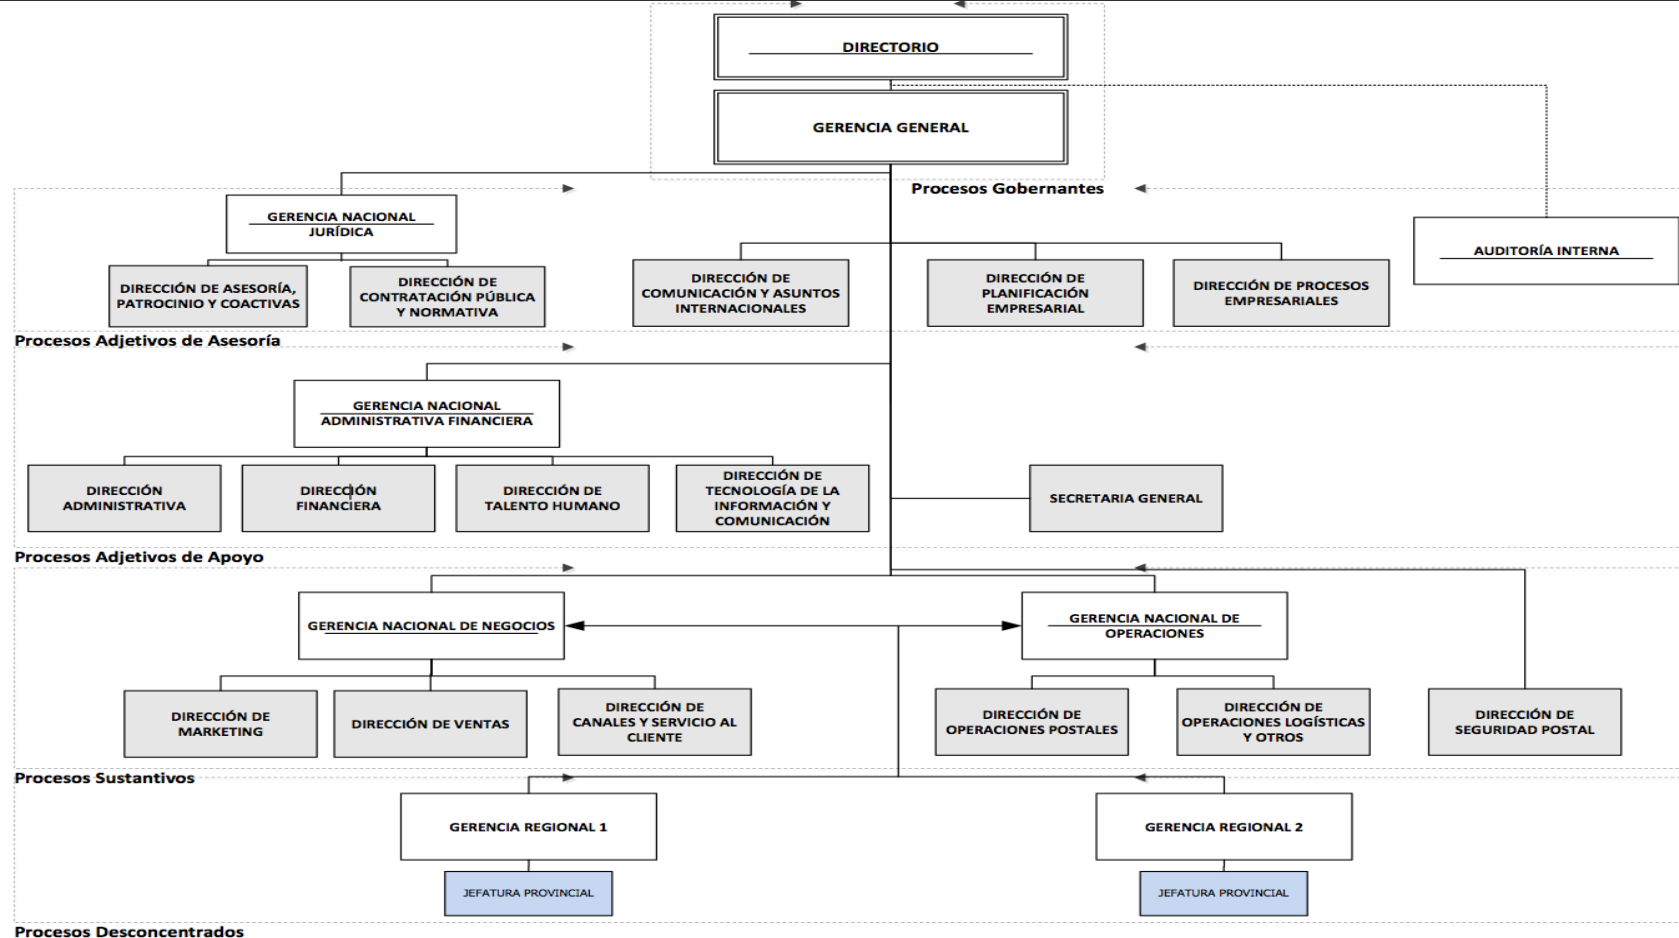 DIRECTORIO
GERENCIA GENERAL
Procesos Gobernantes
GERENCIA NACIONAL
JURÍDICA
AUDITORÍA INTERNA
DIRECCIÓN DE ASESORÍA,
PATROCINIO Y COACTIVAS
DIRECCIÓN DE
CONTRATACIÓN PÚBLICA
Y NORMATIVA
DIRECCIÓN DE
COMUNICACIÓN Y ASUNTOS
INTERNACIONALES
DIRECCIÓN DE
PLANIFICACIÓN
EMPRESARIAL
DIRECCIÓN DE PROCESOS
EMPRESARIALES
Procesos Adjetivos de Asesoría
GERENCIA NACIONAL
ADMINISTRATIVA FINANCIERA
DIRECCIÓN
ADMINISTRATIVA
DIRECCIÓN
FINANCIERA
DIRECCIÓN DE
TALENTO HUMANO
DIRECCIÓN DE
TECNOLOGÍA DE LA
INFORMACIÓN Y
COMUNICACIÓN
SECRETARIA GENERAL
Procesos Adjetivos de Apoyo
GERENCIA NACIONAL DE NEGOCIOS
GERENCIA NACIONAL DE
OPERACIONES
DIRECCIÓN DE
MARKETING
DIRECCIÓN DE VENTAS
DIRECCIÓN DE
CANALES Y SERVICIO AL
CLIENTE
DIRECCIÓN DE
OPERACIONES POSTALES
DIRECCIÓN DE
OPERACIONES LOGÍSTICAS
Y OTROS
DIRECCIÓN DE
SEGURIDAD POSTAL
Procesos Sustantivos
GERENCIA REGIONAL 1
GERENCIA REGIONAL 2
JEFATURA PROVINCIAL
JEFATURA PROVINCIAL
Procesos Desconcentrados